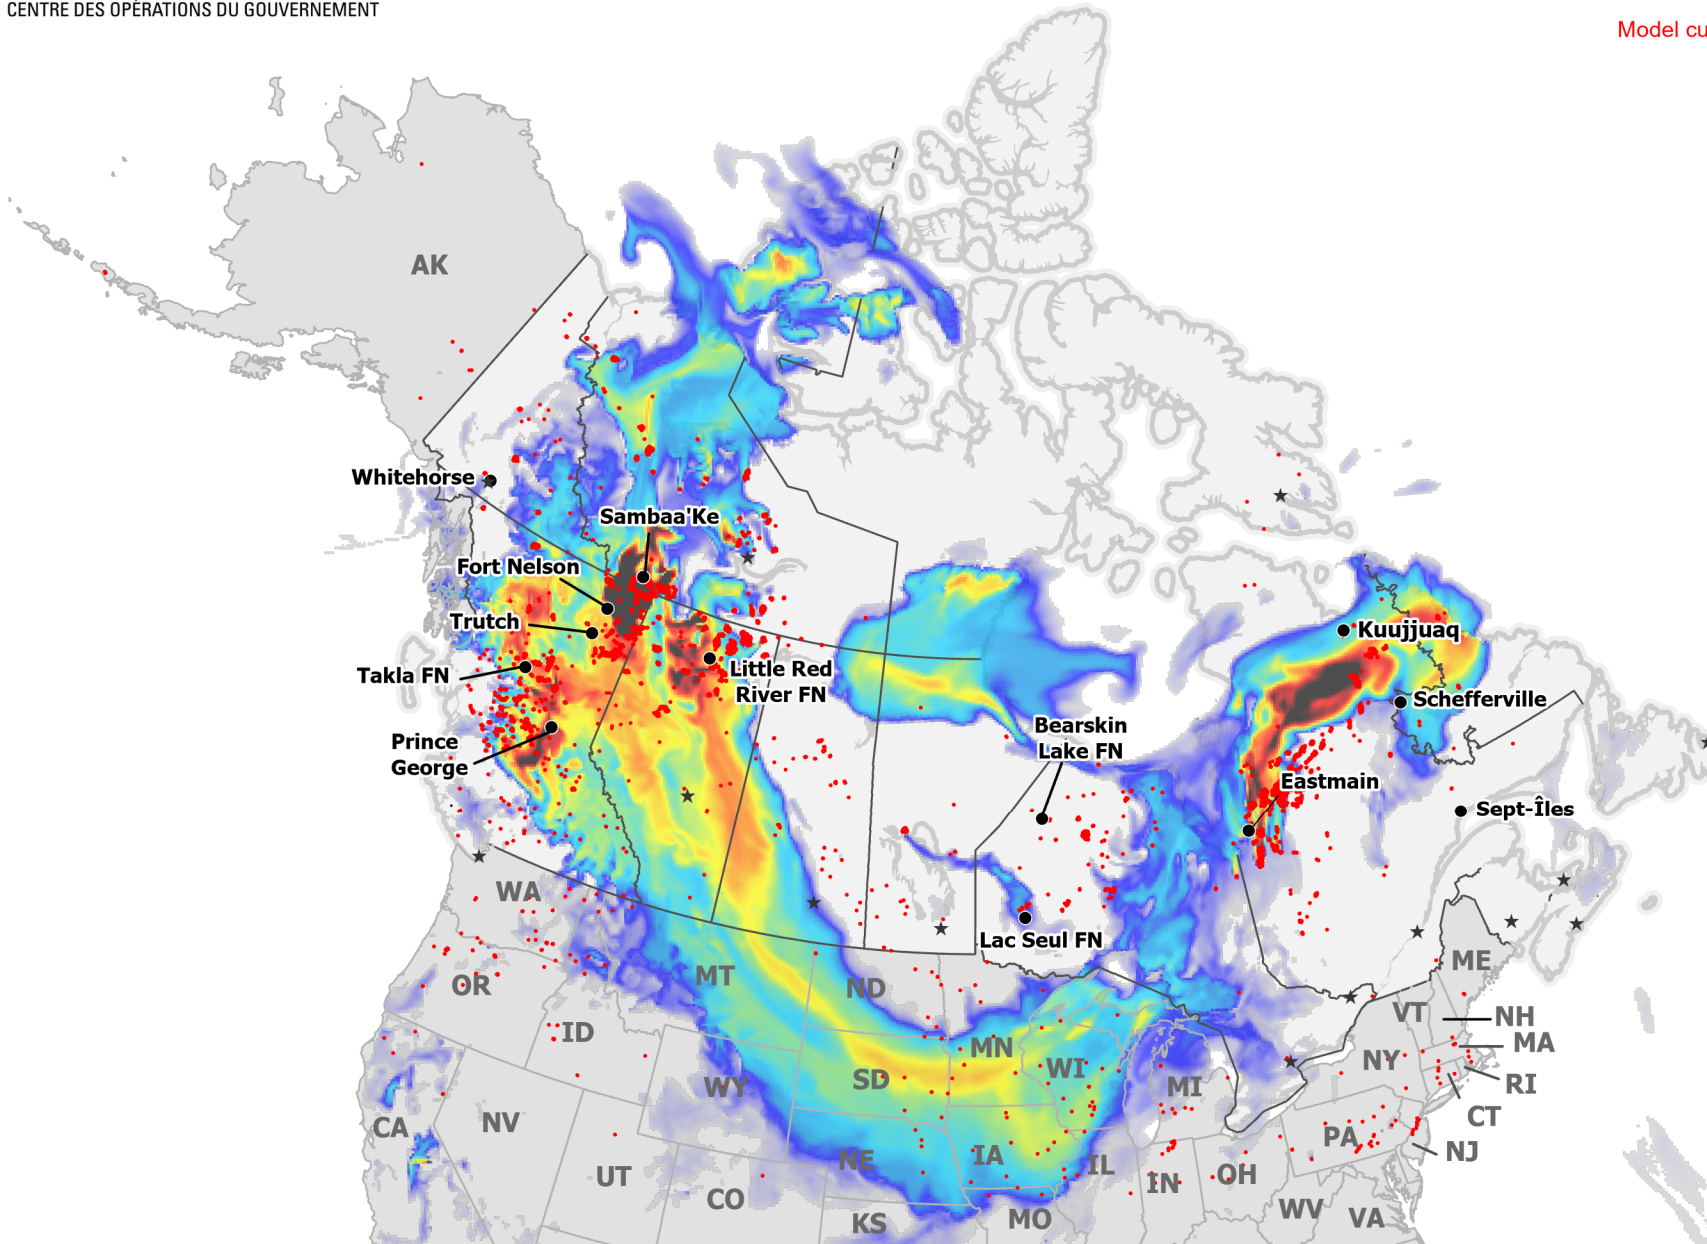 CENTRE DES OPÉRATIONS DU GOUVERNEMENT
Model cu
AK
Whitehorse
Sambaa'Ke
Fort Nelson
Trutch
Takla FN
Little Red
River FN
Prince
George
Kuujjuaq
Schefferville
Bearskin
Lake FN
Eastmain
Sept-Îles
Lac Seul FN
WA
OR
MT
ND
ME
ID
VT
NH
MN
MA
WI
NY
SD
WY
MI
RI
CA
NV
CT
PA
NJ
NE
IA
IL
UT
CO
IN
OH
KS
MO
WV
VA